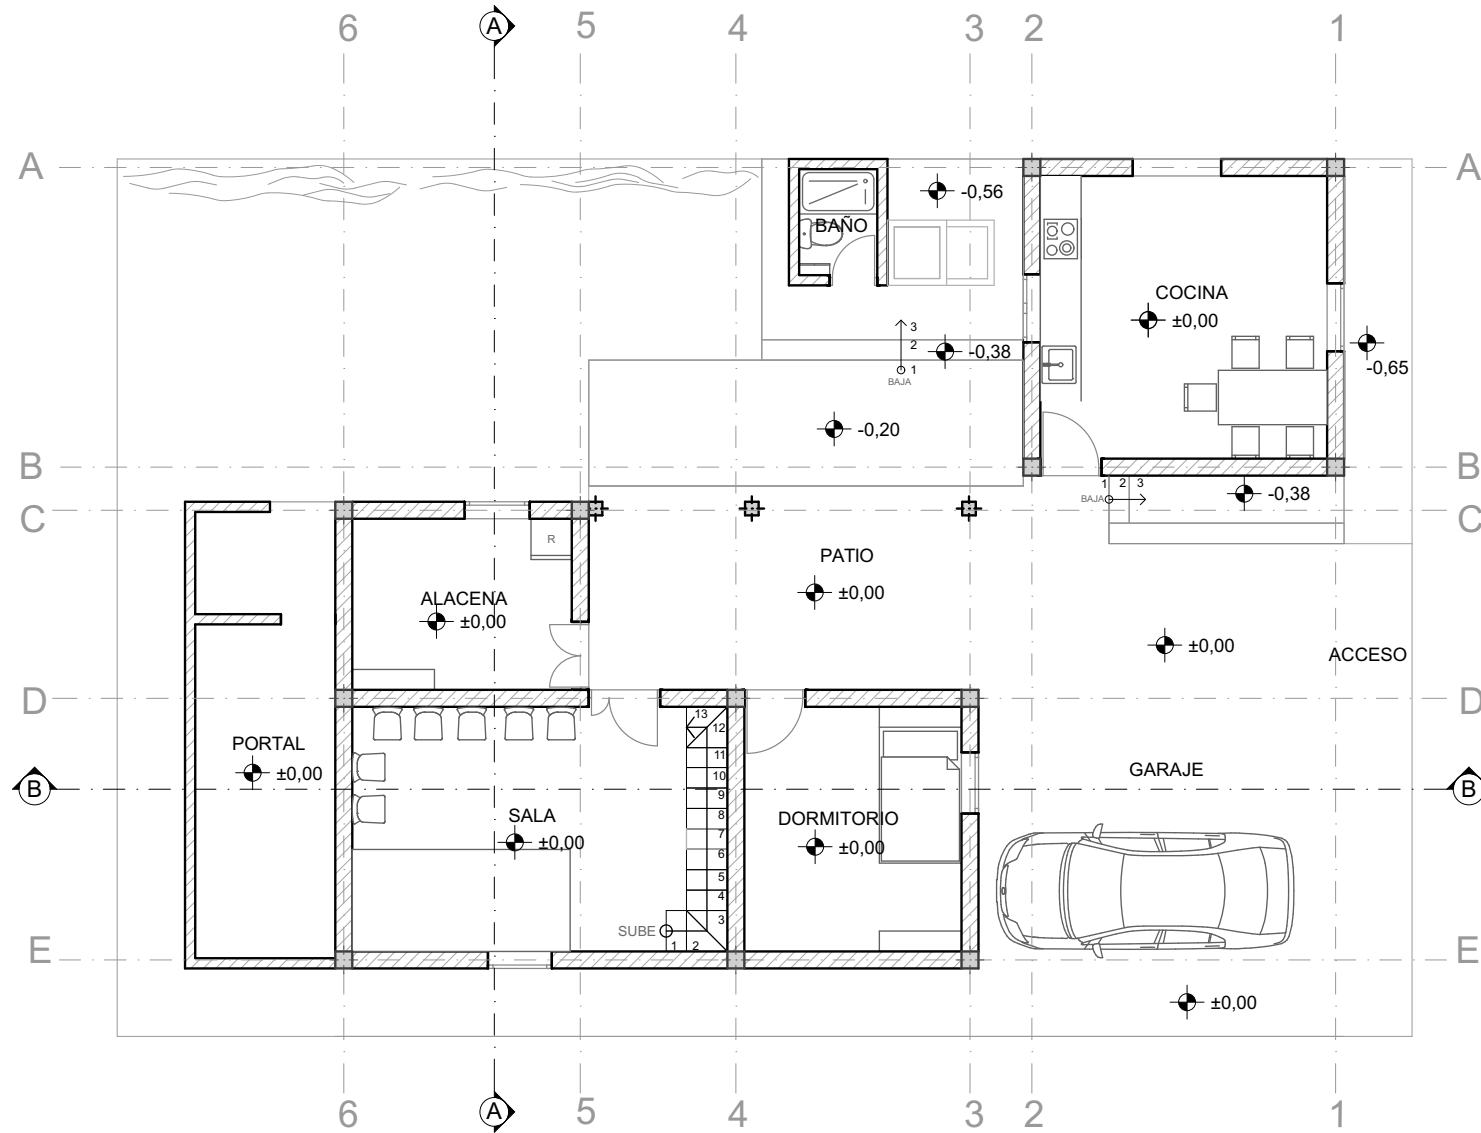 6
A
5
4
3
2
1
A
A
-0,56
BAÑO
COCINA
±0,00
3
2
-0,38
1
BAJA
-0,65
-0,20
B
B
1 2 3
BAJA
-0,38
C
C
R
PATIO
±0,00
ALACENA
±0,00
±0,00
ACCESO
D
D
13
12
11
10
9
8
7
6
5
4
3
2
1
SUBE
PORTAL
±0,00
GARAJE
B
B
SALA
±0,00
DORMITORIO
±0,00
E
E
±0,00
6
A
5
4
3
2
1